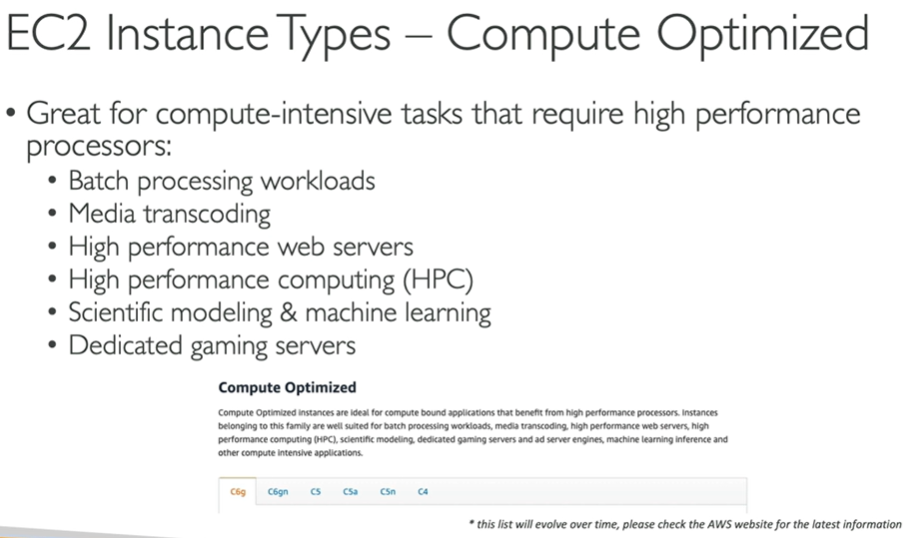 EC2 Instance Types – Compute Optimized
• Great for compute-intensive tasks that require high performance
processors:
• Batch processing workloads
• Media transcoding
• High performance web servers
• High performance computing (HPC)
• Scientific modeling & machine learning
• Dedicated gaming servers
Compute Optimized
Compute Optimized instances are ideal for compute bound applications that benefit from high performance processors. Instances
belonging to this family are well suited for batch processing workloads, media transcoding, high performance web servers, high
performance computing (HPC), scientific modeling, dedicated gaming servers and ad server engines, machine learning inference and
other compute intensive applications.
C6g C6gn C5 C5a C5n C4
* this list will evolve over time, please check the AWS website for the latest information